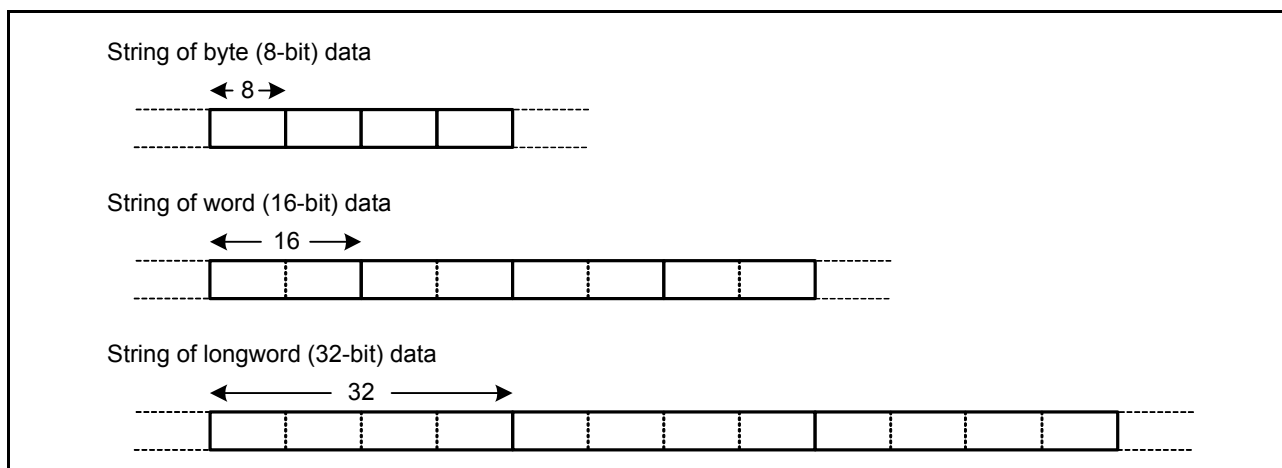 String of byte (8-bit) data
8
String of word (16-bit) data
16
String of longword (32-bit) data
32